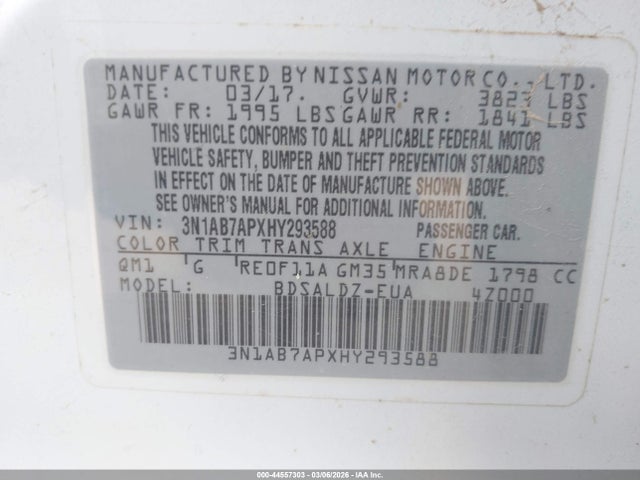 MANUFACTURED BY NISSAN MOTOR CO., LTD.
DATE: 03/17. GVWR: 3823 LBS
GAWR FR: 1995 LBS GAWR RR: 1841 LBS
THIS VEHICLE CONFORMS TO ALL APPLICABLE FEDERAL MOTOR
VEHICLE SAFETY, BUMPER AND THEFT PREVENTION STANDARDS
IN EFFECT ON THE DATE OF MANUFACTURE SHOWN ABOVE.
SEE OWNER'S MANUAL FOR ADDITIONAL INFORMATION.
VIN: 3N1AB7APXHY293588 PASSENGER CAR.
COLOR TRIM TRANS AXLE ENGINE
QM1 G RE0F11A GM35 MRA8DE 1798 CC
MODEL: BDSALDZ-EUA 4Z000
3N1AB7APXHY293588
000-44557303 - 03/06/2026 - IAA Inc.